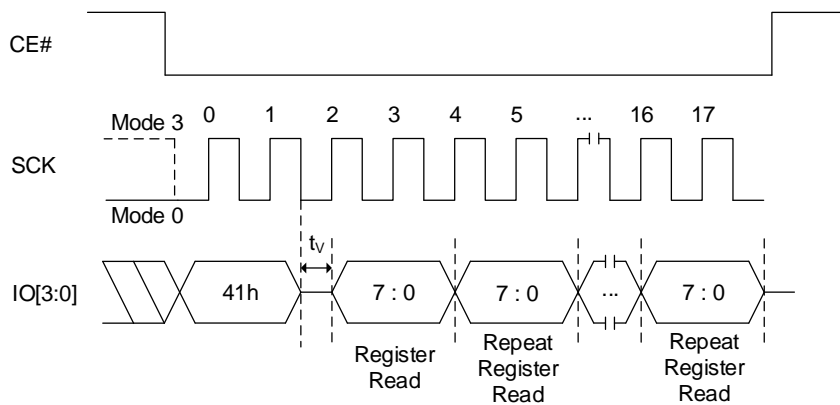 CE#
0 1 2 3 4 5 ... 16 17
Mode 3
SCK
Mode 0
tV
IO[3:0]
41h 7 : 0 7 : 0 ... 7 : 0
Register
Read
Repeat
Register
Read
Repeat
Register
Read